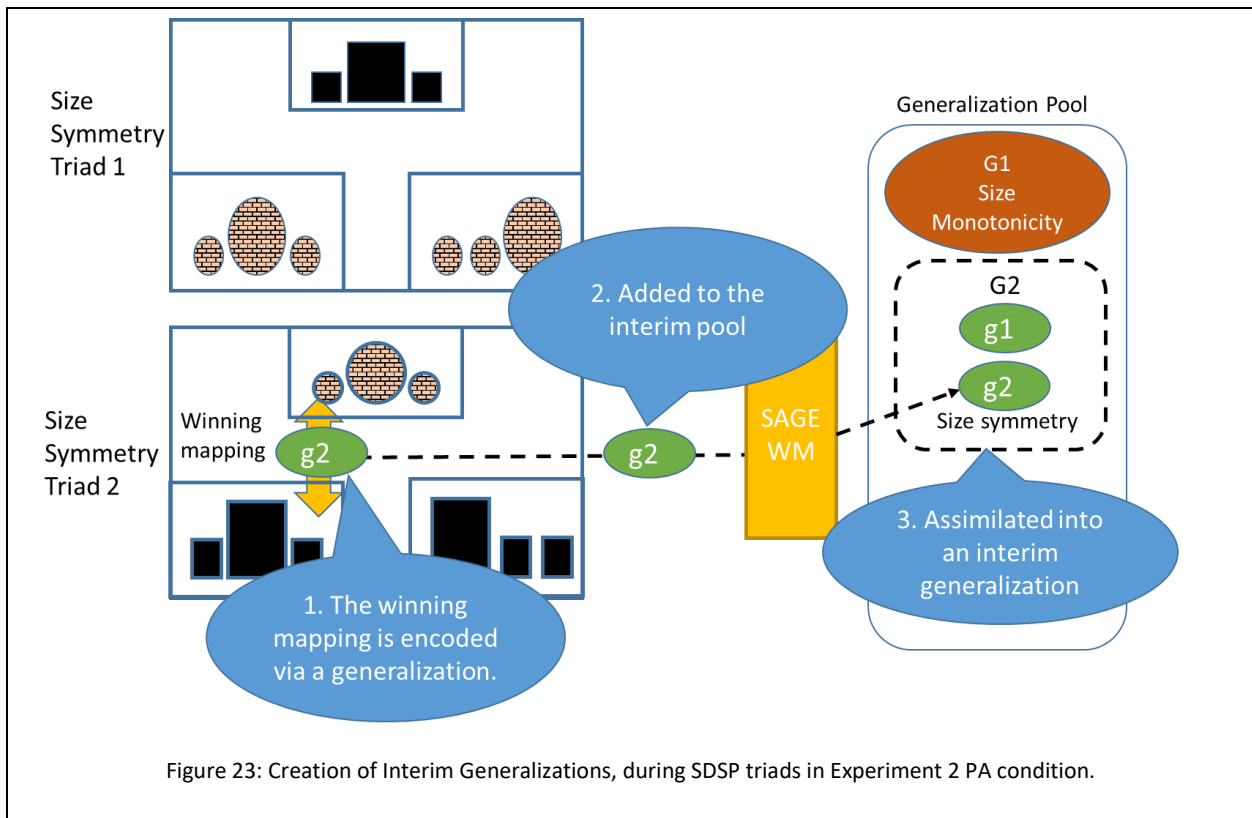 Size
Symmetry
Triad 1
Generalization Pool
G1
Size
Monotonicity
G2
g1
g2
Size symmetry
2. Added to the
interim pool
Size
Symmetry
Triad 2
Winning
mapping
g2
g2
SAGE
WM
1. The winning
mapping is encoded
via a generalization.
3. Assimilated into
an interim
generalization
Figure 23: Creation of Interim Generalizations, during SDSP triads in Experiment 2 PA condition.